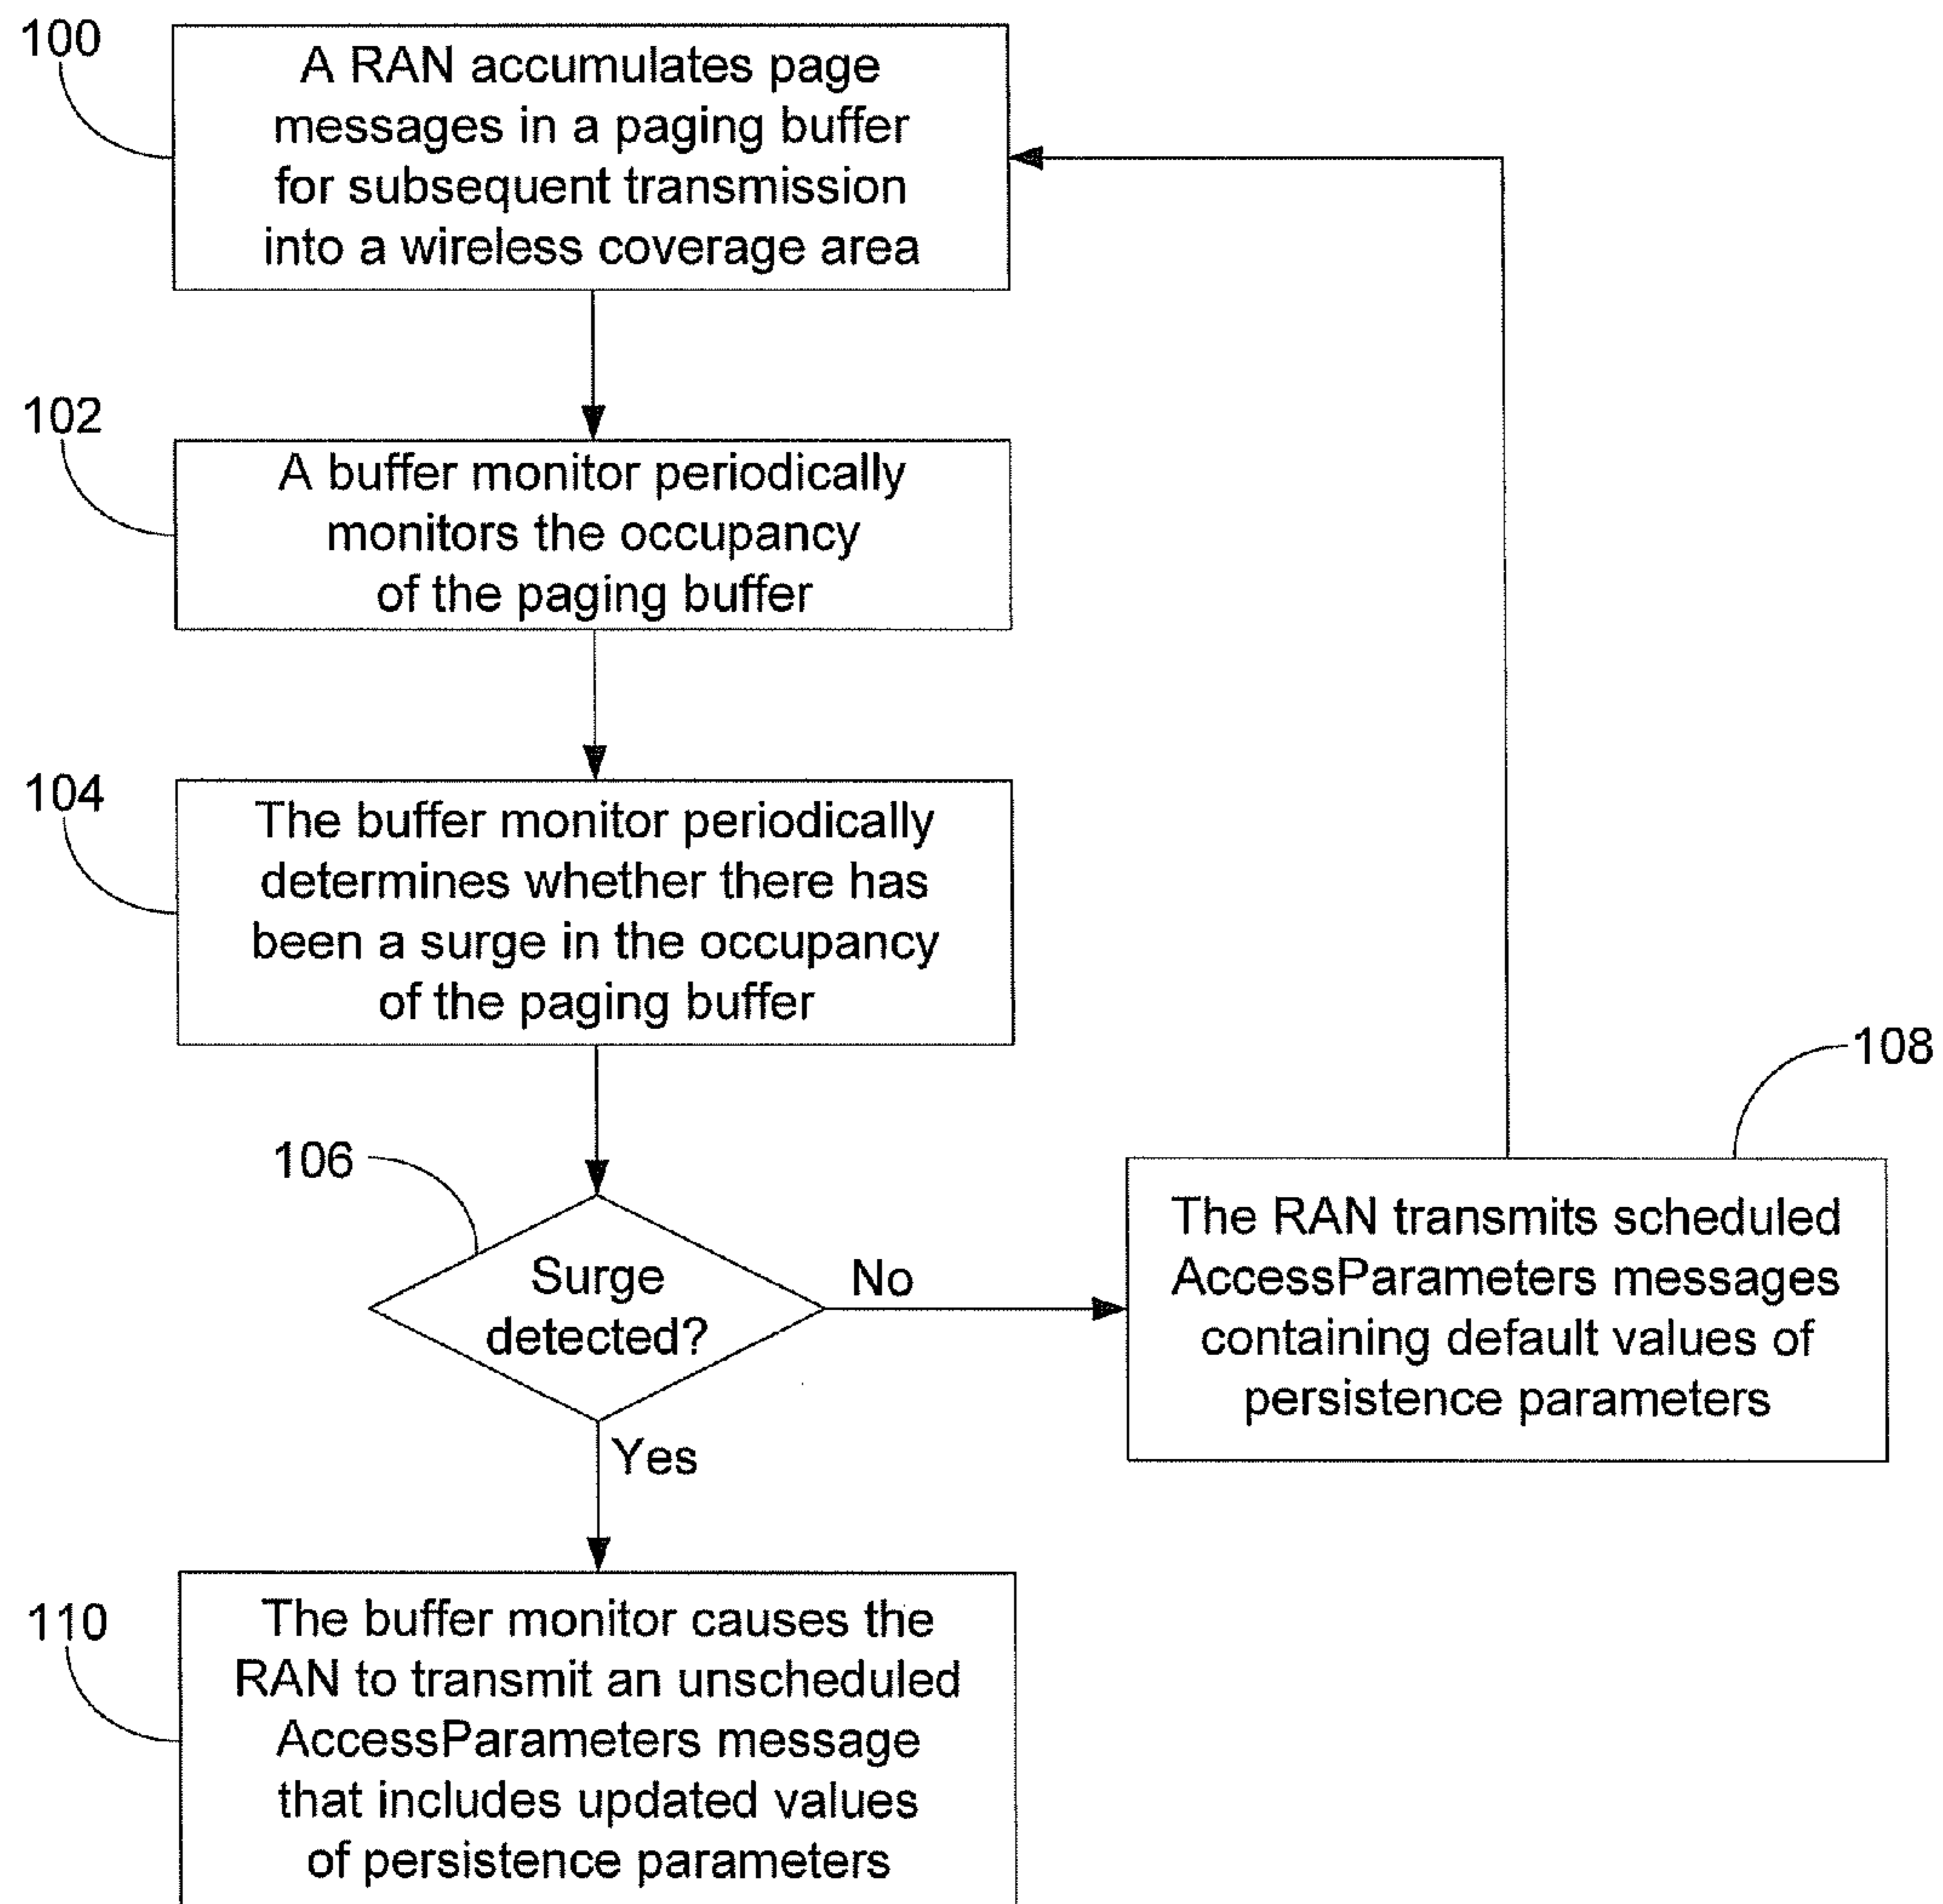 100
A RAN accumulates page
messages in a paging buffer
for subsequent transmission
into a wireless coverage area
102
A buffer monitor periodically
monitors the occupancy
of the paging buffer
104
The buffer monitor periodically
determines whether there has
been a surge in the occupancy
of the paging buffer
106
Surge
detected?
No
108
The RAN transmits scheduled
AccessParameters messages
containing default values of
persistence parameters
Yes
110
The buffer monitor causes the
RAN to transmit an unscheduled
AccessParameters message
that includes updated values
of persistence parameters